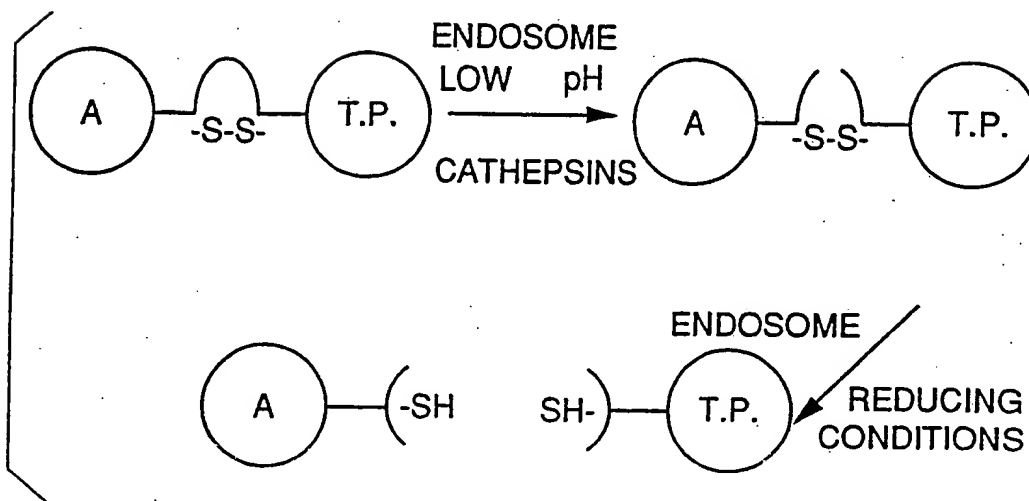 ENDOSOME
LOW pH
A -S-S- T.P. A -S-S- T.P.
CATHEPSINS
ENDOSOME
A -SH SH- T.P. REDUCING
CONDITIONS